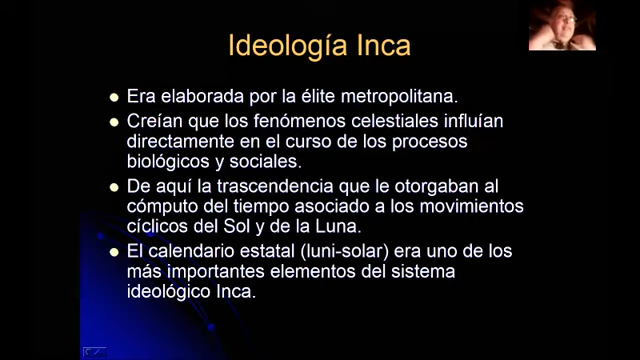 Ideología Inca
Era elaborada por la élite metropolitana.
Creían que los fenómenos celestiales influían
directamente en el curso de los procesos
biológicos y sociales.
De aquí la trascendencia que le otorgaban al
cómputo del tiempo asociado a los movimientos
cíclicos del Sol y de la Luna.
El calendario estatal (luni-solar) era uno de los
más importantes elementos del sistema
ideológico Inca.